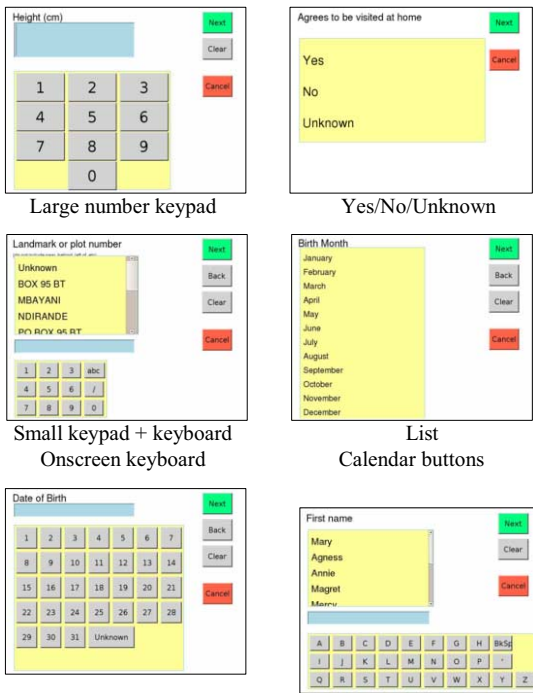 Height (cm)
Next
Clear
Cancel
1 2 3
4 5 6
7 8 9
0
Large number keypad
Agrees to be visited at home
Next
Cancel
Yes
No
Unknown
Yes/No/Unknown
Landmark or plot number
Next
Back
Clear
Cancel
Unknown
BOX 95 BT
MBAYANI
NDIRANDE
PO BOX 95 BT
1 2 3 abc
4 5 6 /
7 8 9 0
Small keypad + keyboard
Onscreen keyboard
Birth Month
Next
Back
Clear
Cancel
January
February
March
April
May
June
July
August
September
October
November
December
List
Calendar buttons
Date of Birth
Next
Back
Clear
Cancel
1 2 3 4 5 6 7
8 9 10 11 12 13 14
15 16 17 18 19 20 21
22 23 24 25 26 27 28
29 30 31 Unknown
First name
Next
Clear
Cancel
Mary
Agness
Annie
Magret
Mercy
A B C D E F G H BkSp
I J K L M N O P '
Q R S T U V W X Y Z